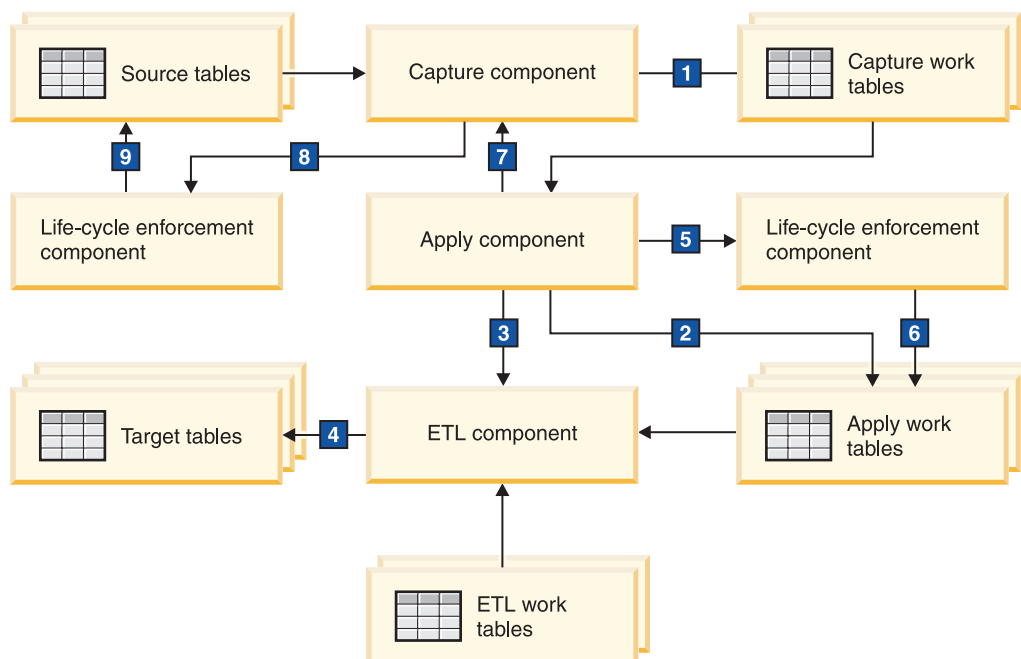 Source tables
Capture component
1
Capture work
tables
9
8
7
Life-cycle enforcement
component
Apply component
5
Life-cycle enforcement
component
3
2
6
Target tables
4
ETL component
Apply work
tables
ETL work
tables